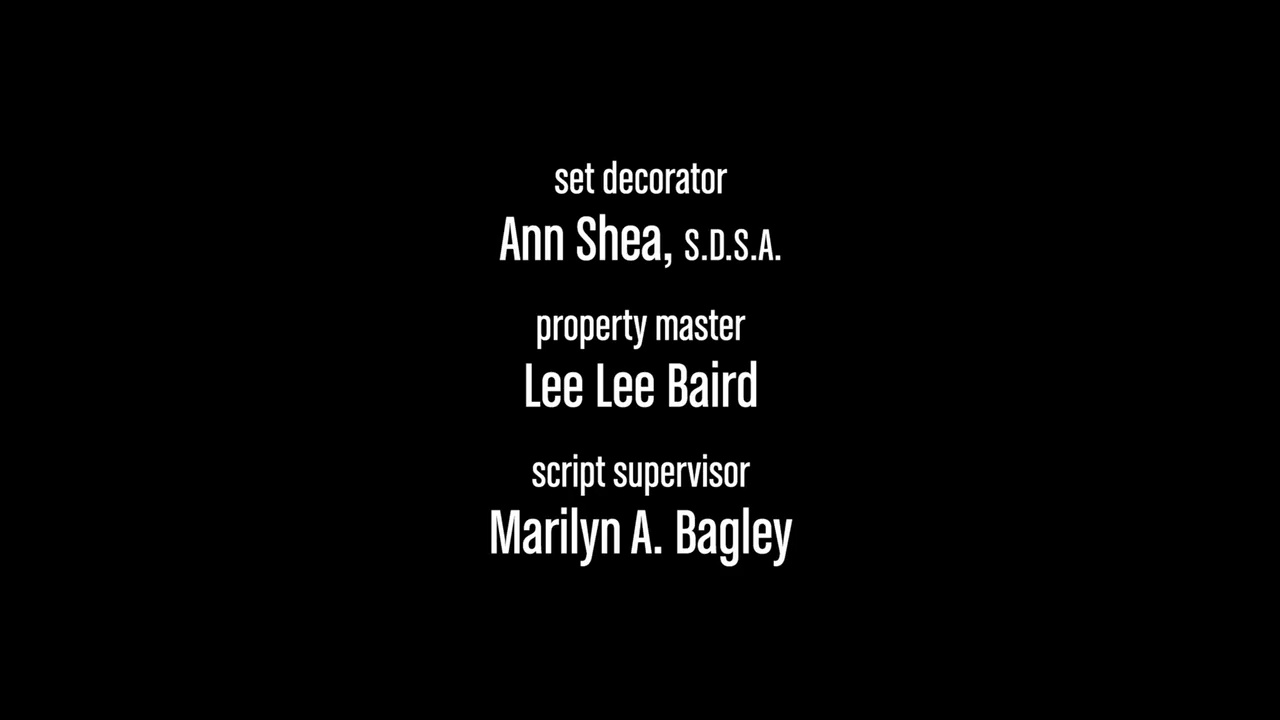 set decorator
Ann Shea, S.D.S.A.
property master
Lee Lee Baird
script supervisor
Marilyn A. Bagley